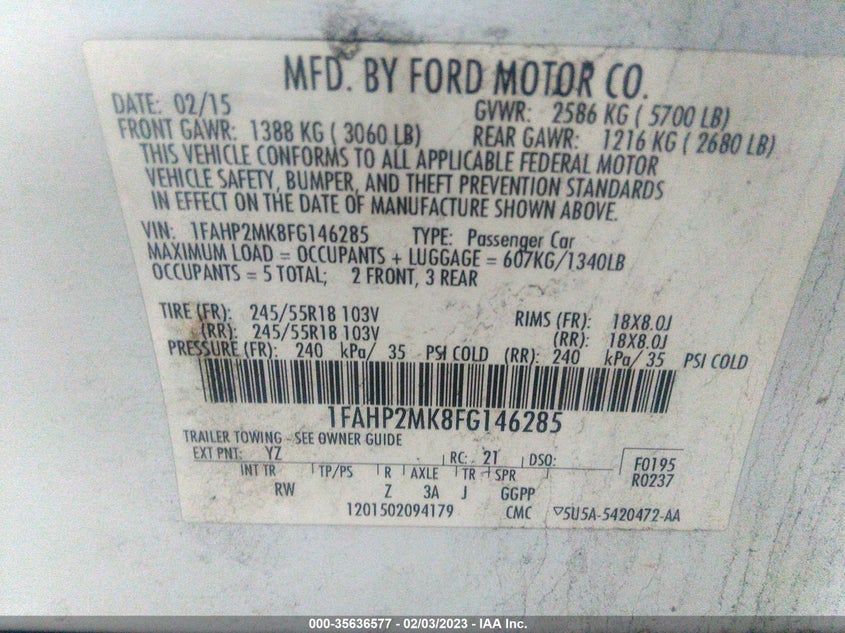 MFD. BY FORD MOTOR CO.
DATE: 02/15 GVWR: 2586 KG ( 5700 LB)
FRONT GAWR: 1388 KG ( 3060 LB) REAR GAWR: 1216 KG ( 2680 LB)
THIS VEHICLE CONFORMS TO ALL APPLICABLE FEDERAL MOTOR
VEHICLE SAFETY, BUMPER, AND THEFT PREVENTION STANDARDS
IN EFFECT ON THE DATE OF MANUFACTURE SHOWN ABOVE.
VIN: 1FAHP2MK8FG146285 TYPE: Passenger Car
MAXIMUM LOAD = OCCUPANTS + LUGGAGE = 607KG/1340LB
OCCUPANTS = 5 TOTAL; 2 FRONT, 3 REAR
TIRE (FR): 245/55R18 103V RIMS (FR): 18X8.0J
(RR): 245/55R18 103V (RR): 18X8.0J
PRESSURE (FR): 240 kPa/ 35 PSI COLD (RR): 240 kPa/ 35 PSI COLD
1FAHP2MK8FG146285
TRAILER TOWING - SEE OWNER GUIDE
EXT PNT: YZ RC: 21 DSO: F0195
INT TR TP/PS R AXLE TR SPR R0237
RW Z 3A J GGPP
1201502094179 CMC ▽5U5A-5420472-AA
000-35636577 - 02/03/2023 - IAA Inc.